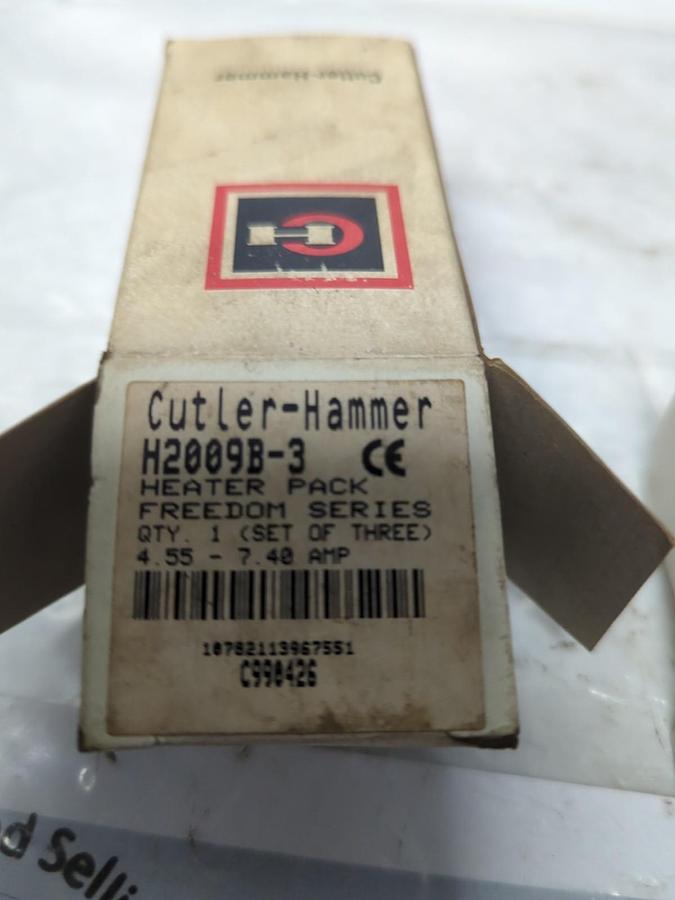 Cutler-Hammer
CH
Cutler-Hammer
H2009B-3 CE
HEATER PACK
FREEDOM SERIES
QTY. 1 (SET OF THREE)
4.55 - 7.40 AMP
10782113967551
C990426
Selli